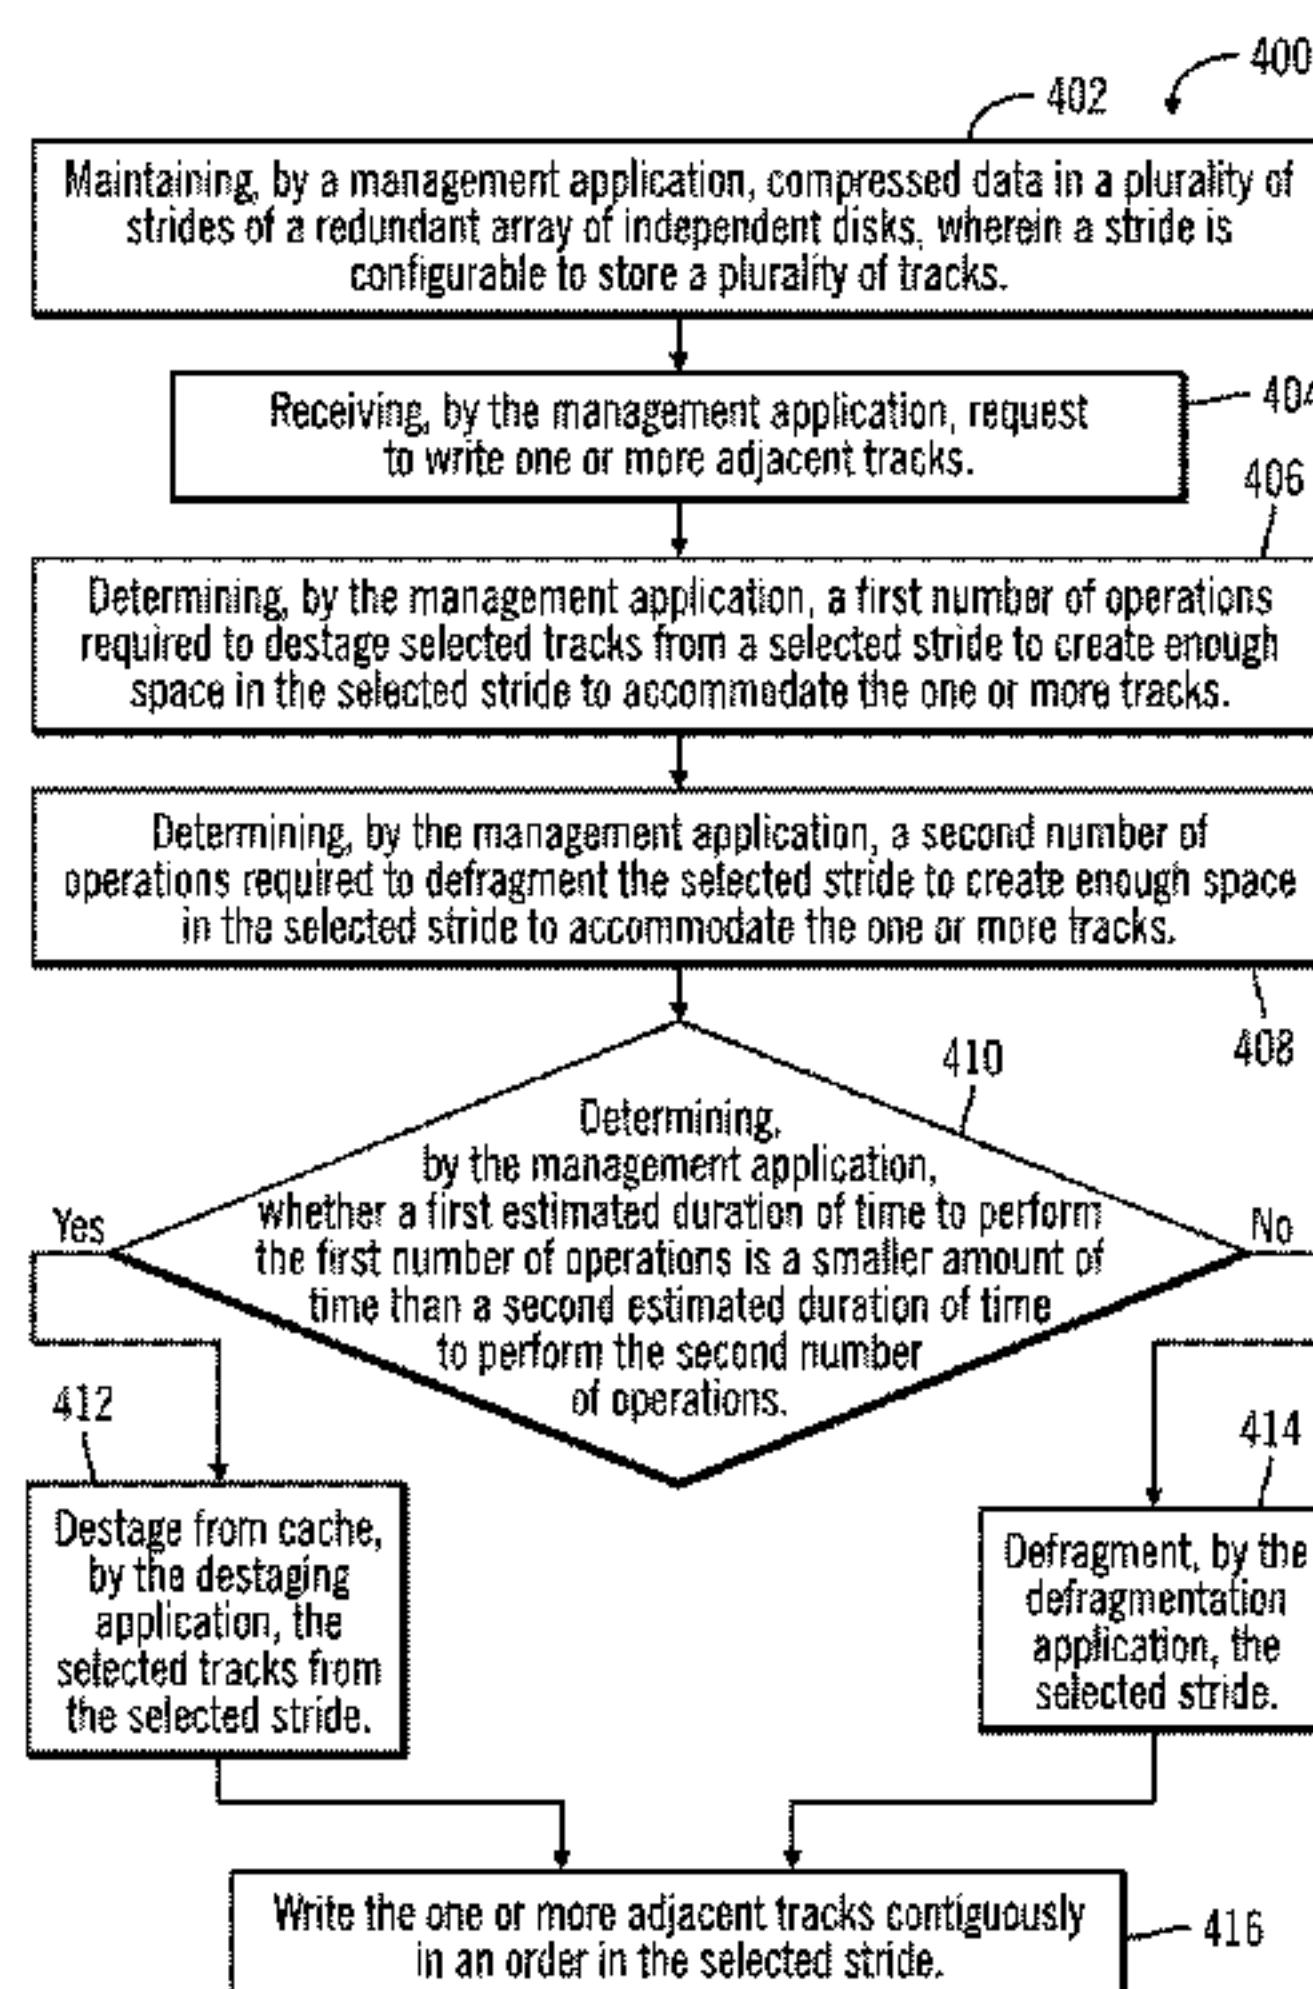 400
402
Maintaining, by a management application, compressed data in a plurality of
strides of a redundant array of independent disks, wherein a stride is
configurable to store a plurality of tracks.
404
Receiving, by the management application, request
to write one or more adjacent tracks.
406
Determining, by the management application, a first number of operations
required to destage selected tracks from a selected stride to create enough
space in the selected stride to accommodate the one or more tracks.
Determining, by the management application, a second number of
operations required to defragment the selected stride to create enough space
in the selected stride to accommodate the one or more tracks.
408
410
Determining,
by the management application,
whether a first estimated duration of time to perform
the first number of operations is a smaller amount of
time than a second estimated duration of time
to perform the second number
of operations.
Yes
No
412
Destage from cache,
by the destaging
application, the
selected tracks from
the selected stride.
414
Defragment, by the
defragmentation
application, the
selected stride.
Write the one or more adjacent tracks contiguously
in an order in the selected stride.
416